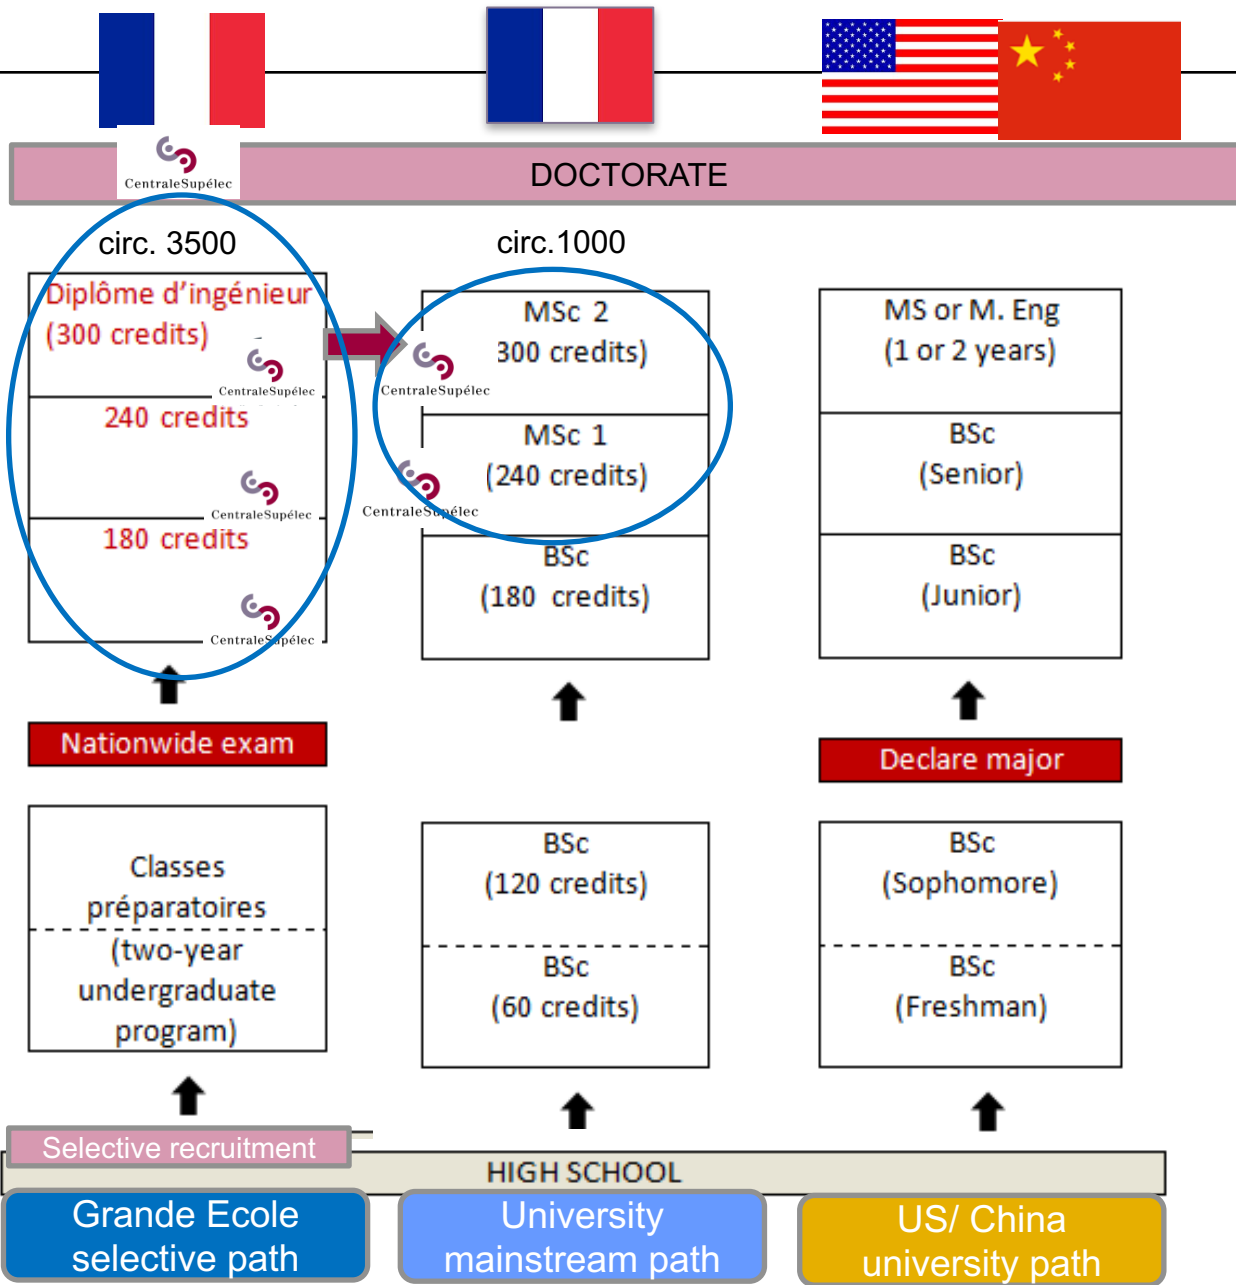 CentraleSupélec
DOCTORATE
circ. 3500
Diplôme d'ingénieur
(300 credits)
CentraleSupélec
240 credits
CentraleSupélec
180 credits
CentraleSupélec
Nationwide exam
Classes
préparatoires
(two-year
undergraduate
program)
Selective recruitment
circ.1000
MSc 2
300 credits)
CentraleSupélec
MSc 1
(240 credits)
CentraleSupélec
BSc
(180 credits)
BSc
(120 credits)
BSc
(60 credits)
MS or M. Eng
(1 or 2 years)
BSc
(Senior)
BSc
(Junior)
Declare major
BSc
(Sophomore)
BSc
(Freshman)
HIGH SCHOOL
Grande Ecole
selective path
University
mainstream path
US/ China
university path